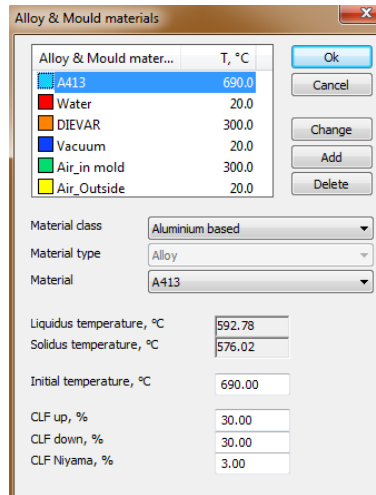 Alloy & Mould materials
Alloy & Mould mater... T, °C
A413 690.0
Water 20.0
DIEVAR 300.0
Vacuum 20.0
Air_in mold 300.0
Air_Outside 20.0
Ok
Cancel
Change
Add
Delete
Material class Aluminium based
Material type Alloy
Material A413
Liquidus temperature, ºC 592.78
Solidus temperature, ºC 576.02
Initial temperature, ºC 690.00
CLF up, % 30.00
CLF down, % 30.00
CLF Niyama, % 3.00